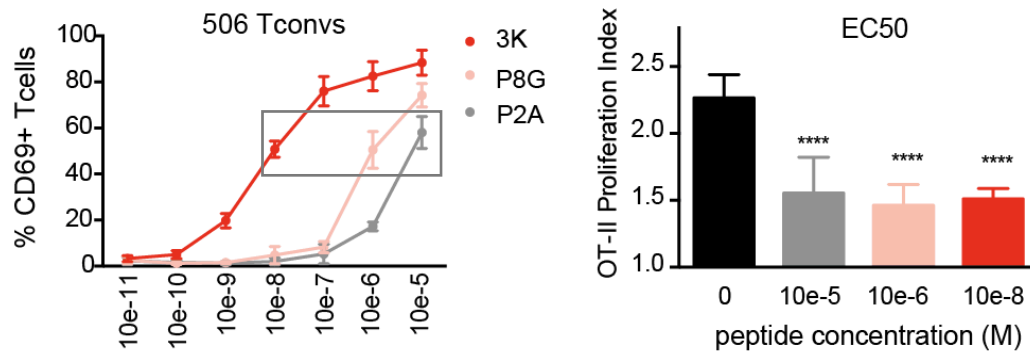 506 Tconvs
% CD69+ Tcells
100
80
60
40
20
0
10e-11
10e-10
10e-9
10e-8
10e-7
10e-6
10e-5
3K
P8G
P2A
EC50
OT-II Proliferation Index
2.5
2.0
1.5
1.0
****
****
****
0
10e-5
10e-6
10e-8
peptide concentration (M)